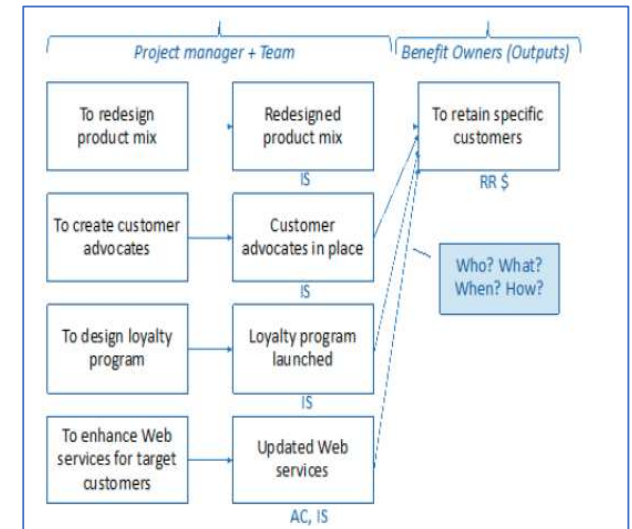 Project manager + Team
Benefit Owners (Outputs)
To redesign
product mix
Redesigned
product mix
IS
To retain specific
customers
RR $
To create customer
advocates
Customer
advocates in place
IS
Who? What?
When? How?
To design loyalty
program
Loyalty program
launched
IS
To enhance Web
services for target
customers
Updated Web
services
AC, IS